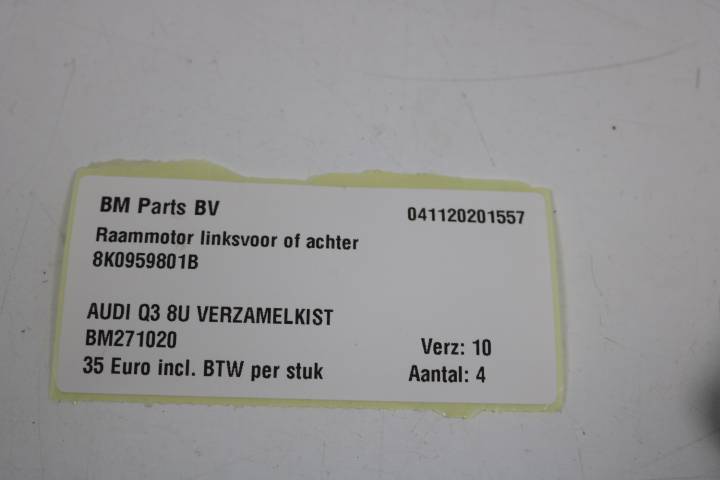 BM Parts BV 041120201557
Raammotor linksvoor of achter
8K0959801B
AUDI Q3 8U VERZAMELKIST
BM271020 Verz: 10
35 Euro incl. BTW per stuk Aantal: 4